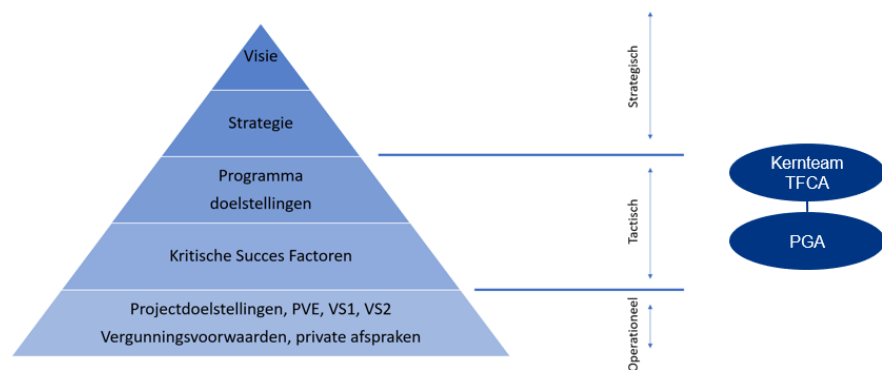 Visie
Strategie
Programma
doelstellingen
Kritische Succes Factoren
Projectdoelstellingen, PVE, VS1, VS2
Vergunningsvoorwaarden, private afspraken
Strategisch
Tactisch
Operationeel
Kernteam
TFCA
PGA